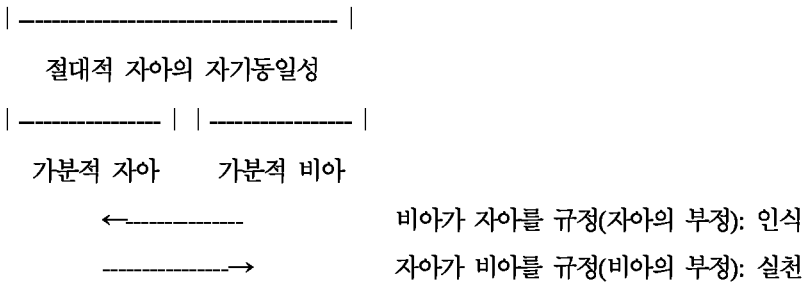 | ------------------------------------- |
절대적 자아의 자기동일성
| ---------------- | | ---------------- |
가분적 자아 가분적 비아
←-------------- 비아가 자아를 규정(자아의 부정): 인식
---------------→ 자아가 비아를 규정(비아의 부정): 실천